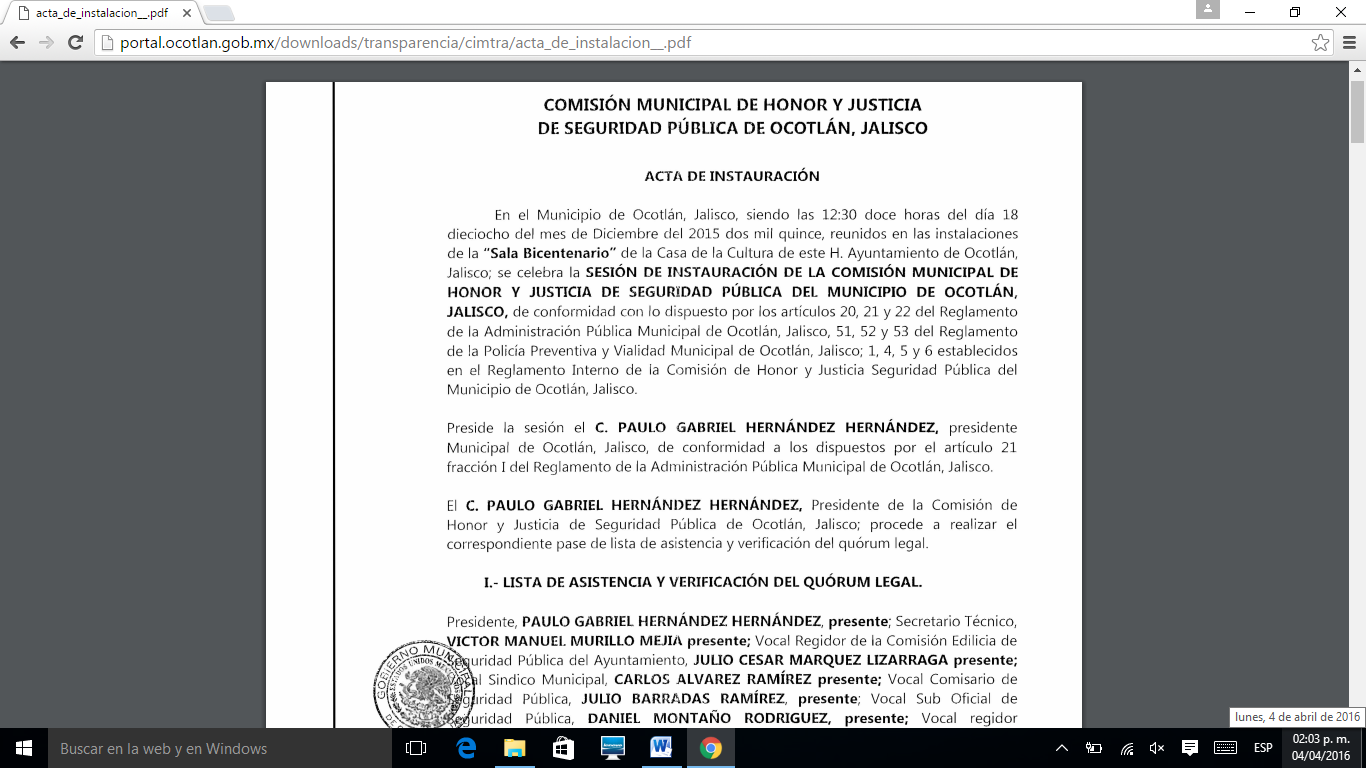 acta_de_instalacion__.pdf
portal.ocotlan.gob.mx/downloads/transparencia/cimtra/acta_de_instalacion__.pdf
COMISIÓN MUNICIPAL DE HONOR Y JUSTICIA
DE SEGURIDAD PÚBLICA DE OCOTLÁN, JALISCO
ACTA DE INSTAURACIÓN
En el Municipio de Ocotlán, Jalisco, siendo las 12:30 doce horas del día 18
dieciocho del mes de Diciembre del 2015 dos mil quince, reunidos en las instalaciones
de la “Sala Bicentenario” de la Casa de la Cultura de este H. Ayuntamiento de Ocotlán,
Jalisco; se celebra la SESIÓN DE INSTAURACIÓN DE LA COMISIÓN MUNICIPAL DE
HONOR Y JUSTICIA DE SEGURIDAD PÚBLICA DEL MUNICIPIO DE OCOTLÁN,
JALISCO, de conformidad con lo dispuesto por los artículos 20, 21 y 22 del Reglamento
de la Administración Pública Municipal de Ocotlán, Jalisco, 51, 52 y 53 del Reglamento
de la Policía Preventiva y Vialidad Municipal de Ocotlán, Jalisco; 1, 4, 5 y 6 establecidos
en el Reglamento Interno de la Comisión de Honor y Justicia Seguridad Pública del
Municipio de Ocotlán, Jalisco.
Preside la sesión el C. PAULO GABRIEL HERNÁNDEZ HERNÁNDEZ, presidente
Municipal de Ocotlán, Jalisco, de conformidad a los dispuestos por el artículo 21
fracción I del Reglamento de la Administración Pública Municipal de Ocotlán, Jalisco.
El C. PAULO GABRIEL HERNÁNDEZ HERNÁNDEZ, Presidente de la Comisión de
Honor y Justicia de Seguridad Pública de Ocotlán, Jalisco; procede a realizar el
correspondiente pase de lista de asistencia y verificación del quórum legal.
I.- LISTA DE ASISTENCIA Y VERIFICACIÓN DEL QUÓRUM LEGAL.
Presidente, PAULO GABRIEL HERNÁNDEZ HERNÁNDEZ, presente; Secretario Técnico,
VICTOR MANUEL MURILLO MEJIA presente; Vocal Regidor de la Comisión Edilicia de
Seguridad Pública del Ayuntamiento, JULIO CESAR MARQUEZ LIZARRAGA presente;
Vocal Sindico Municipal, CARLOS ALVAREZ RAMÍREZ presente; Vocal Comisario de
Seguridad Pública, JULIO BARRADAS RAMÍREZ, presente; Vocal Sub Oficial de
Seguridad Pública, DANIEL MONTAÑO RODRIGUEZ, presente; Vocal regidor
GOBIERNO MUNICIPAL
ESTADOS UNIDOS MEXICANOS
lunes, 4 de abril de 2016
Buscar en la web y en Windows
ESP
02:03 p. m.
04/04/2016